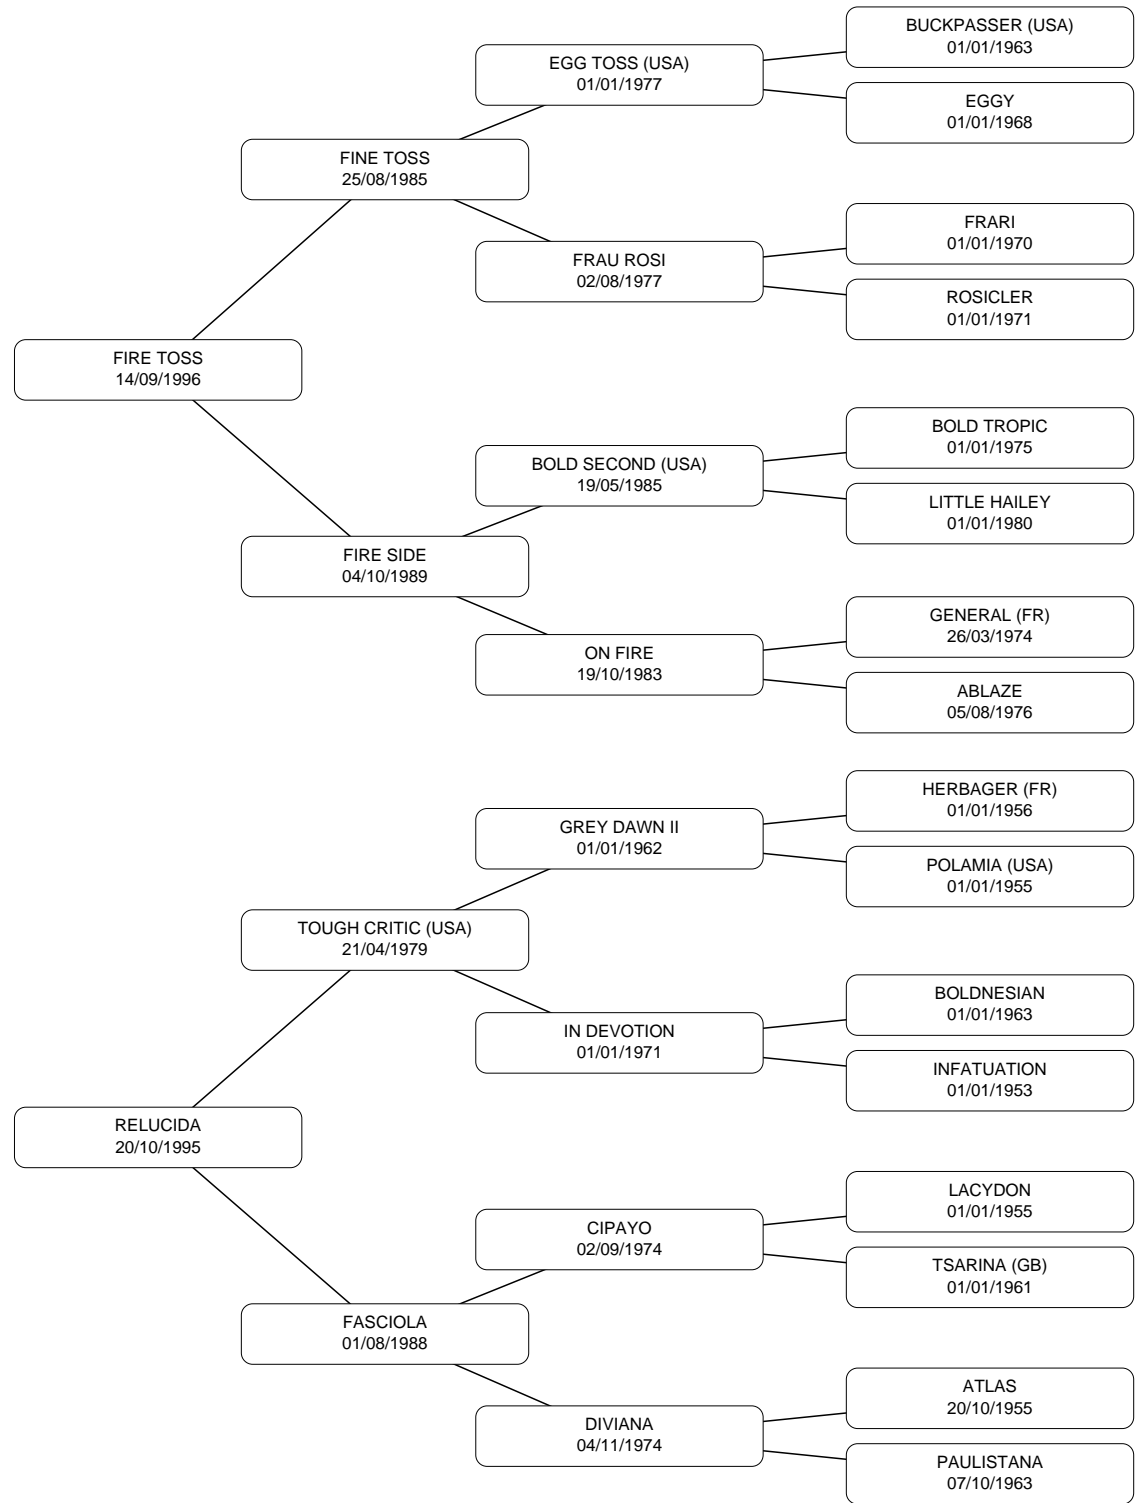 BUCKPASSER (USA)
01/01/1963
EGG TOSS (USA)
01/01/1977
EGGY
01/01/1968
FINE TOSS
25/08/1985
FRARI
01/01/1970
FRAU ROSI
02/08/1977
ROSICLER
01/01/1971
FIRE TOSS
14/09/1996
BOLD TROPIC
01/01/1975
BOLD SECOND (USA)
19/05/1985
LITTLE HAILEY
01/01/1980
FIRE SIDE
04/10/1989
GENERAL (FR)
26/03/1974
ON FIRE
19/10/1983
ABLAZE
05/08/1976
HERBAGER (FR)
01/01/1956
GREY DAWN II
01/01/1962
POLAMIA (USA)
01/01/1955
TOUGH CRITIC (USA)
21/04/1979
BOLDNESIAN
01/01/1963
IN DEVOTION
01/01/1971
INFATUATION
01/01/1953
RELUCIDA
20/10/1995
LACYDON
01/01/1955
CIPAYO
02/09/1974
TSARINA (GB)
01/01/1961
FASCIOLA
01/08/1988
ATLAS
20/10/1955
DIVIANA
04/11/1974
PAULISTANA
07/10/1963